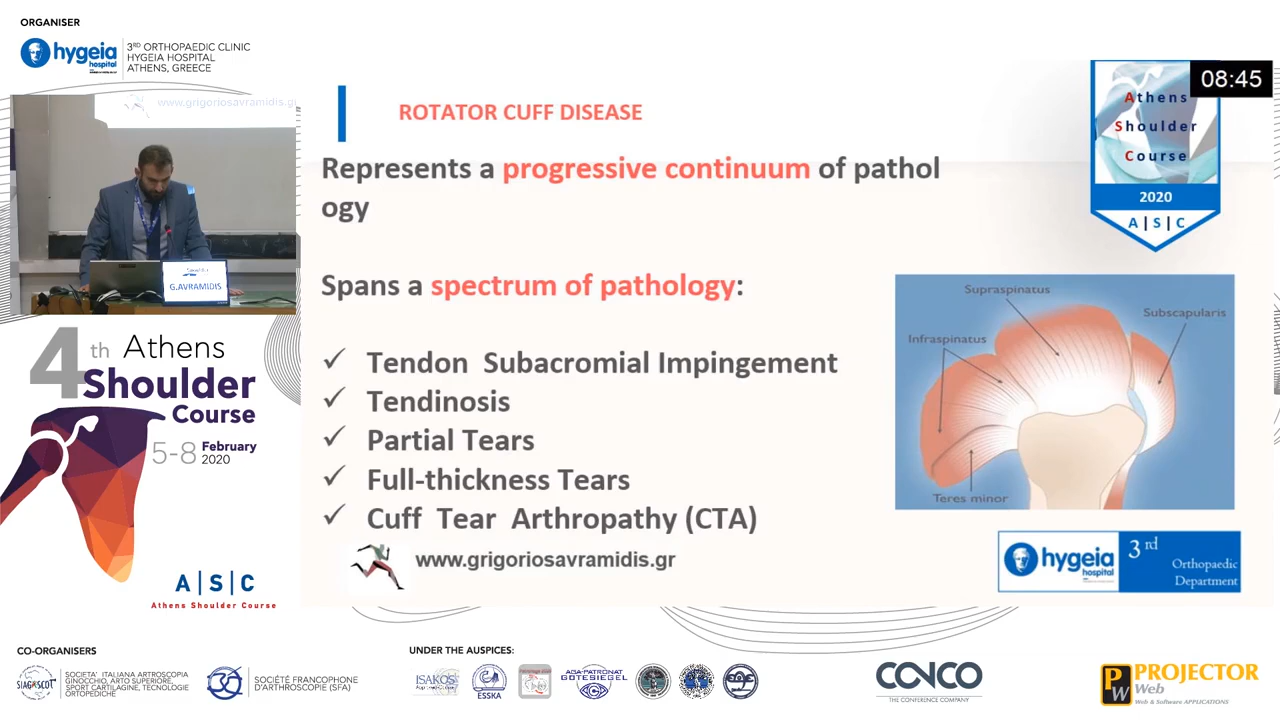 ORGANISER
hygeia
hospital
3RD ORTHOPAEDIC CLINIC
HYGEIA HOSPITAL
ATHENS, GREECE
www.grigoriosavramidis.gr
G.AVRAMIDIS
4th Athens
Shoulder
Course
5-8 February
2020
A|S|C
Athens Shoulder Course
ROTATOR CUFF DISEASE
Represents a progressive continuum of pathol
ogy
Spans a spectrum of pathology:
✓ Tendon Subacromial Impingement
✓ Tendinosis
✓ Partial Tears
✓ Full-thickness Tears
✓ Cuff Tear Arthropathy (CTA)
www.grigoriosavramidis.gr
08:45
Athens
Shoulder
Course
2020
A|S|C
Supraspinatus
Subscapularis
Infraspinatus
Teres minor
hygeia
hospital
3rd
Orthopaedic
Department
CO-ORGANISERS
SIAGASCOT
SOCIETA' ITALIANA ARTROSCOPIA
GINOCCHIO, ARTO SUPERIORE,
SPORT CARTILAGINE, TECNOLOGIE
ORTOPEDICHE
SOCIÉTÉ FRANCOPHONE
D'ARTHROSCOPIE (SFA)
UNDER THE AUSPICES:
ISAKOS
ESSKA
AGA-PATRONAT
GÜTESIEGEL
CONCO
THE CONFERENCE COMPANY
PW
PROJECTOR
Web
Web & Software APPLICATIONS